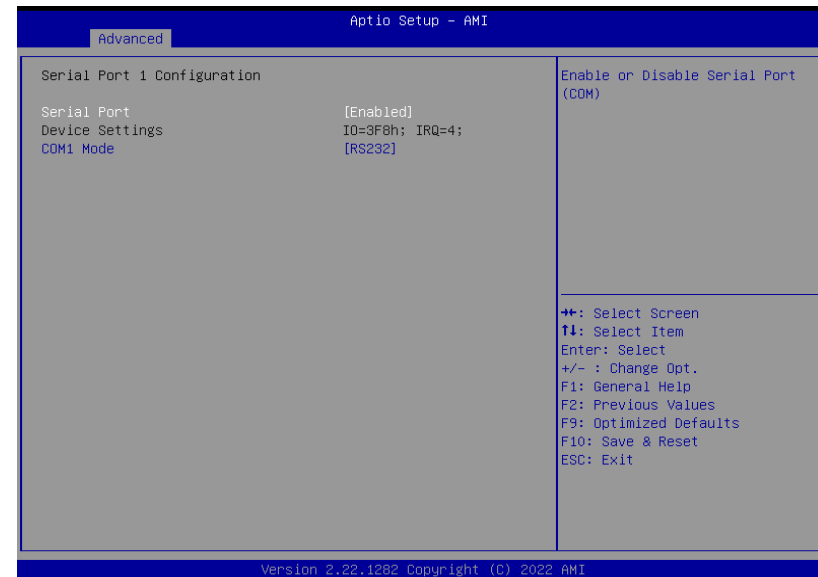 Aptio Setup – AMI
Advanced
Serial Port 1 Configuration
Serial Port [Enabled]
Device Settings IO=3F8h; IRQ=4;
COM1 Mode [RS232]
Enable or Disable Serial Port
(COM)
→←: Select Screen
↑↓: Select Item
Enter: Select
+/- : Change Opt.
F1: General Help
F2: Previous Values
F9: Optimized Defaults
F10: Save & Reset
ESC: Exit
Version 2.22.1282 Copyright (C) 2022 AMI